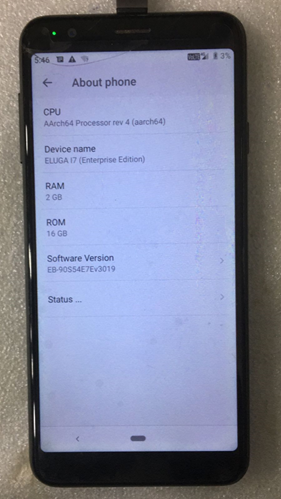 5:46
3%
About phone
CPU
AArch64 Processor rev 4 (aarch64)
Device name
ELUGA I7 (Enterprise Edition)
RAM
2 GB
ROM
16 GB
Software Version
EB-90S54E7Ev3019
Status ...